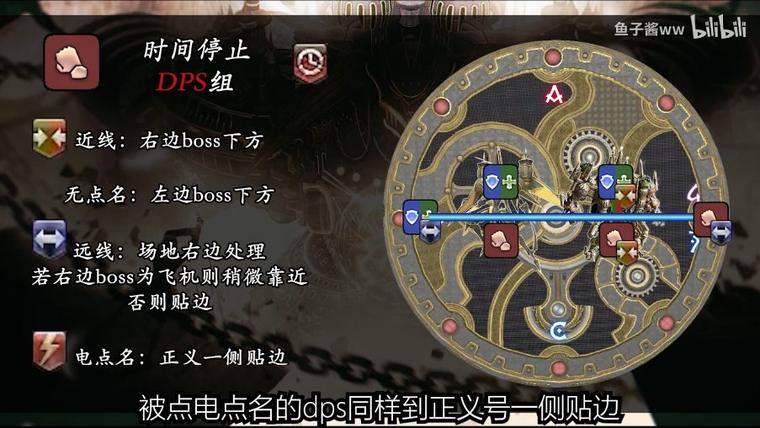 鱼子酱ww bilibili
时间停止
DPS组
近线：右边boss下方
无点名：左边boss下方
远线：场地右边处理
若右边boss为飞机则稍微靠近
否则贴边
电点名：正义一侧贴边
A
C
被点电点名的dps同样到正义号一侧贴边